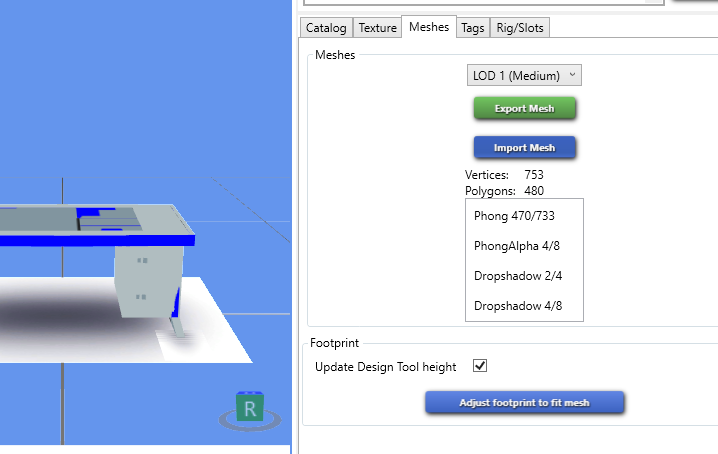 Catalog Texture Meshes Tags Rig/Slots
Meshes
LOD 1 (Medium)
Export Mesh
Import Mesh
Vertices: 753
Polygons: 480
Phong 470/733
PhongAlpha 4/8
Dropshadow 2/4
Dropshadow 4/8
Footprint
Update Design Tool height
Adjust footprint to fit mesh
R